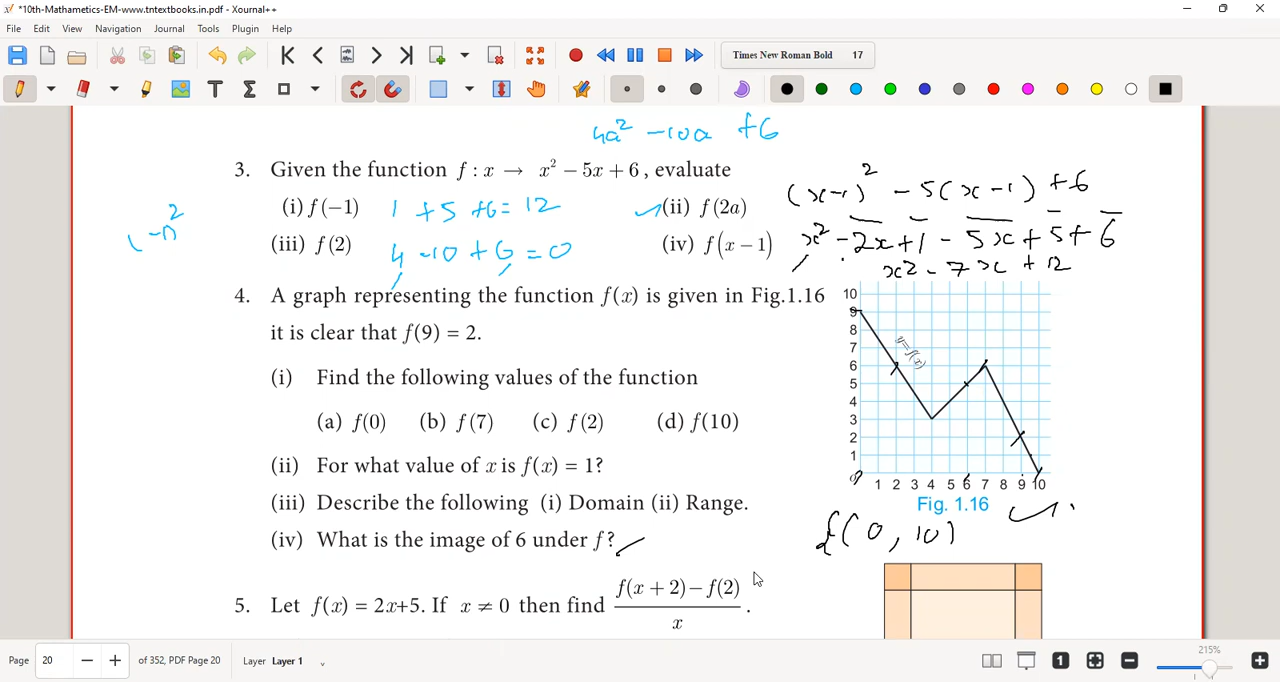 *10th-Mathametics-EM-www.tntextbooks.in.pdf - Xournal++
File Edit View Navigation Journal Tools Plugin Help
Times New Roman Bold 17
4a² - 10a + 6
3. Given the function f : x → x² − 5x + 6, evaluate
(i) f(−1) 1 + 5 + 6 = 12 (ii) f(2a) (x-1)² - 5(x-1) + 6
(iii) f(2) 4 - 10 + 6 = 0 (iv) f(x − 1) x² - 2x + 1 - 5x + 5 + 6
x² - 7x + 12
4. A graph representing the function f(x) is given in Fig.1.16
it is clear that f(9) = 2.
(i) Find the following values of the function
(a) f(0) (b) f(7) (c) f(2) (d) f(10)
(ii) For what value of x is f(x) = 1?
(iii) Describe the following (i) Domain (ii) Range.
(iv) What is the image of 6 under f?
10
9
8
7
6
5
4
3
2
1
0
y=f(x)
1 2 3 4 5 6 7 8 9 10
Fig. 1.16
f(0, 10)
5. Let f(x) = 2x+5. If x ≠ 0 then find f(x + 2) − f(2) / x .
Page 20 of 352, PDF Page 20 Layer Layer 1 215%